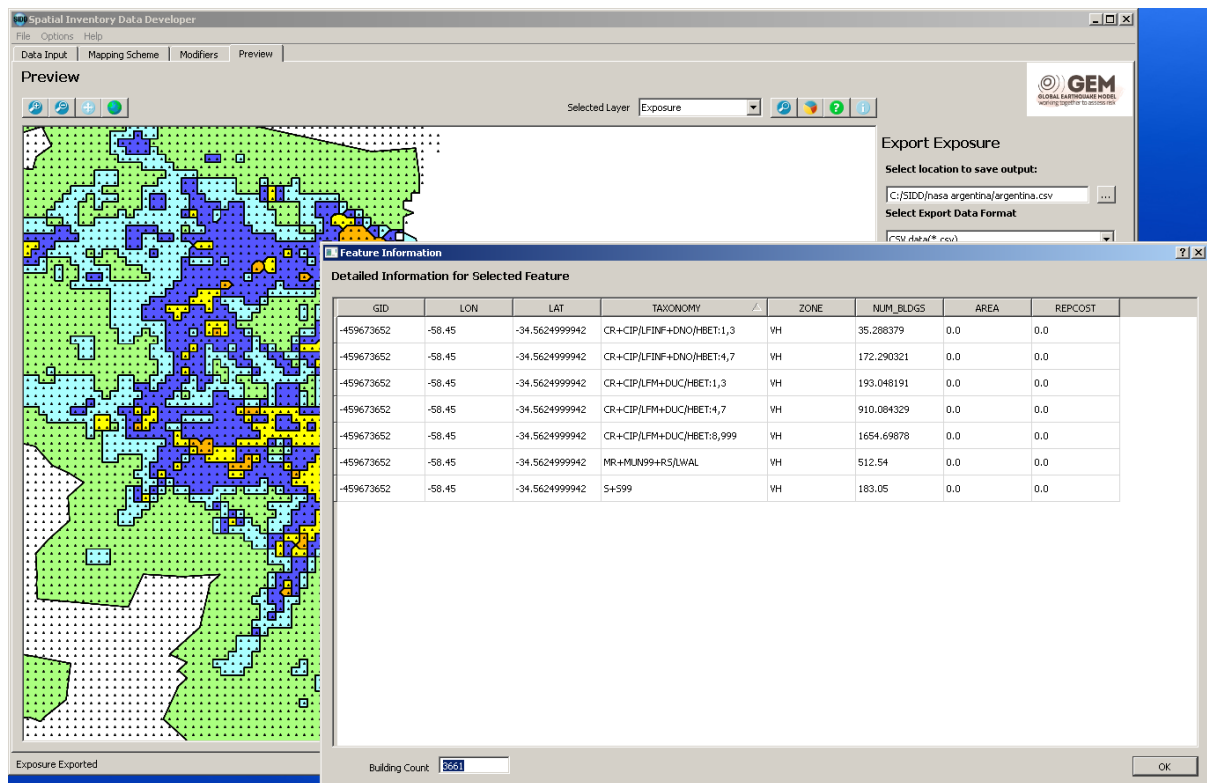 Spatial Inventory Data Developer
File Options Help
Data Input Mapping Scheme Modifiers Preview
Preview
GEM
GLOBAL EARTHQUAKE MODEL
working together to assess risk
Selected Layer Exposure
Export Exposure
Select location to save output:
C:/SIDD/nasa argentina/argentina.csv ...
Select Export Data Format
CSV data(*.csv)
Feature Information
Detailed Information for Selected Feature
GID LON LAT TAXONOMY ZONE NUM_BLDGS AREA REPCOST
-459673652 -58.45 -34.5624999942 CR+CIP/LFINF+DNO/HBET:1,3 VH 35.288379 0.0 0.0
-459673652 -58.45 -34.5624999942 CR+CIP/LFINF+DNO/HBET:4,7 VH 172.290321 0.0 0.0
-459673652 -58.45 -34.5624999942 CR+CIP/LFM+DUC/HBET:1,3 VH 193.048191 0.0 0.0
-459673652 -58.45 -34.5624999942 CR+CIP/LFM+DUC/HBET:4,7 VH 910.084329 0.0 0.0
-459673652 -58.45 -34.5624999942 CR+CIP/LFM+DUC/HBET:8,999 VH 1654.69878 0.0 0.0
-459673652 -58.45 -34.5624999942 MR+MUN99+RS/LWAL VH 512.54 0.0 0.0
-459673652 -58.45 -34.5624999942 S+S99 VH 183.05 0.0 0.0
Exposure Exported
Building Count 3661
OK